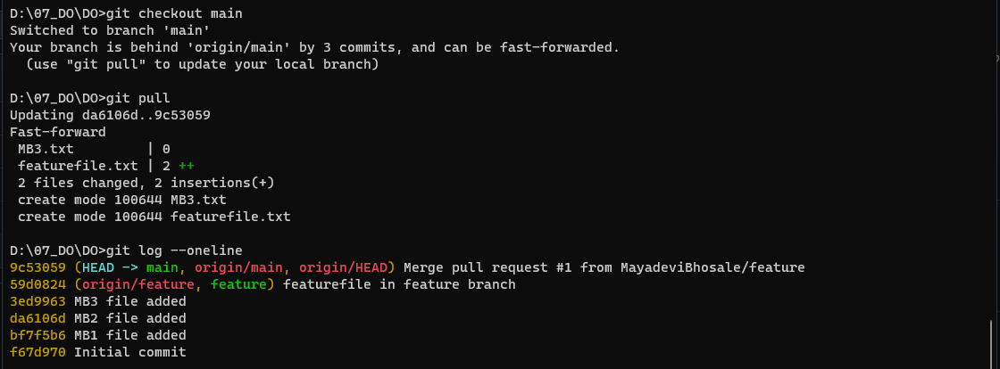 D:\07_DO\DO>git checkout main
Switched to branch 'main'
Your branch is behind 'origin/main' by 3 commits, and can be fast-forwarded.
  (use "git pull" to update your local branch)
D:\07_DO\DO>git pull
Updating da6106d..9c53059
Fast-forward
 MB3.txt         | 0
 featurefile.txt | 2 ++
 2 files changed, 2 insertions(+)
 create mode 100644 MB3.txt
 create mode 100644 featurefile.txt
D:\07_DO\DO>git log --oneline
9c53059 (HEAD -> main, origin/main, origin/HEAD) Merge pull request #1 from MayadeviBhosale/feature
59d0824 (origin/feature, feature) featurefile in feature branch
3ed9963 MB3 file added
da6106d MB2 file added
bf7f5b6 MB1 file added
f67d970 Initial commit